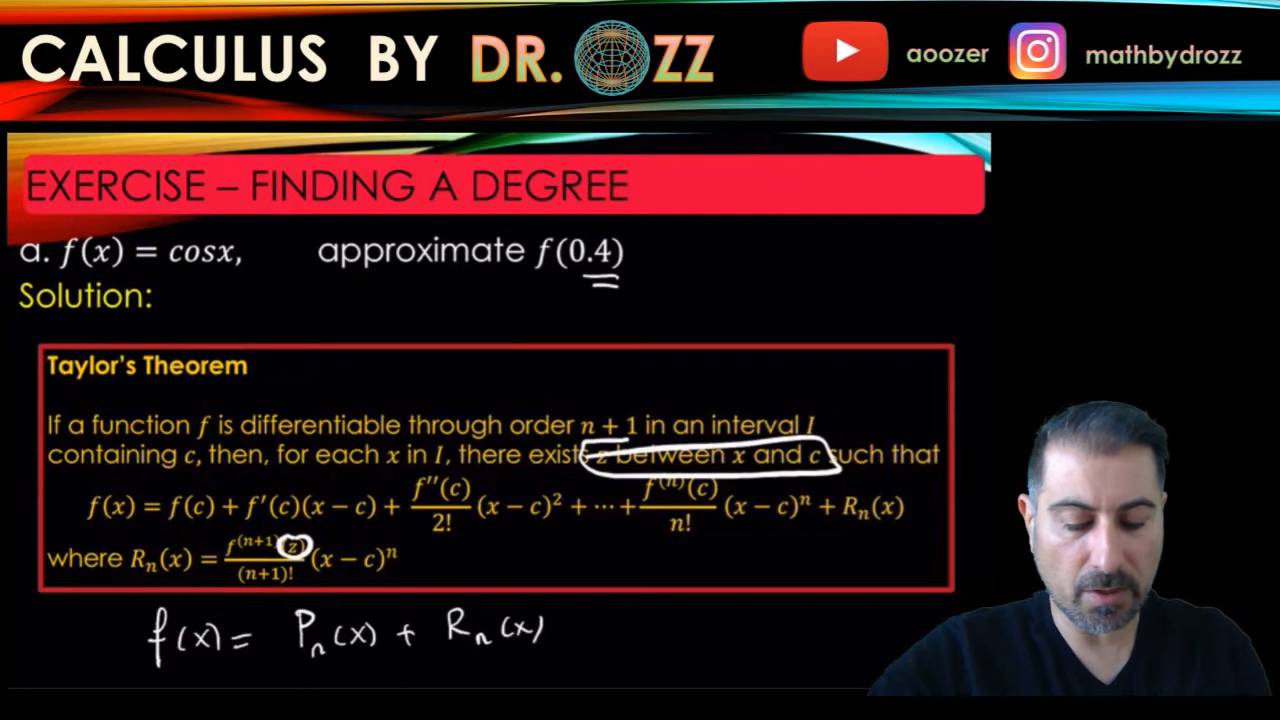 CALCULUS BY DR. OZZ
aoozer
mathbydrozz
EXERCISE – FINDING A DEGREE
a. f(x) = cosx, approximate f(0.4)
Solution:
Taylor's Theorem
If a function f is differentiable through order n + 1 in an interval I
containing c, then, for each x in I, there exists z between x and c such that
f(x) = f(c) + f′(c)(x − c) + f′′(c)/2! (x − c)² + ⋯ + f⁽ⁿ⁾(c)/n! (x − c)ⁿ + Rₙ(x)
where Rₙ(x) = f⁽ⁿ⁺¹⁾(z)/(n+1)! (x − c)ⁿ
f(x) = Pₙ(x) + Rₙ(x)